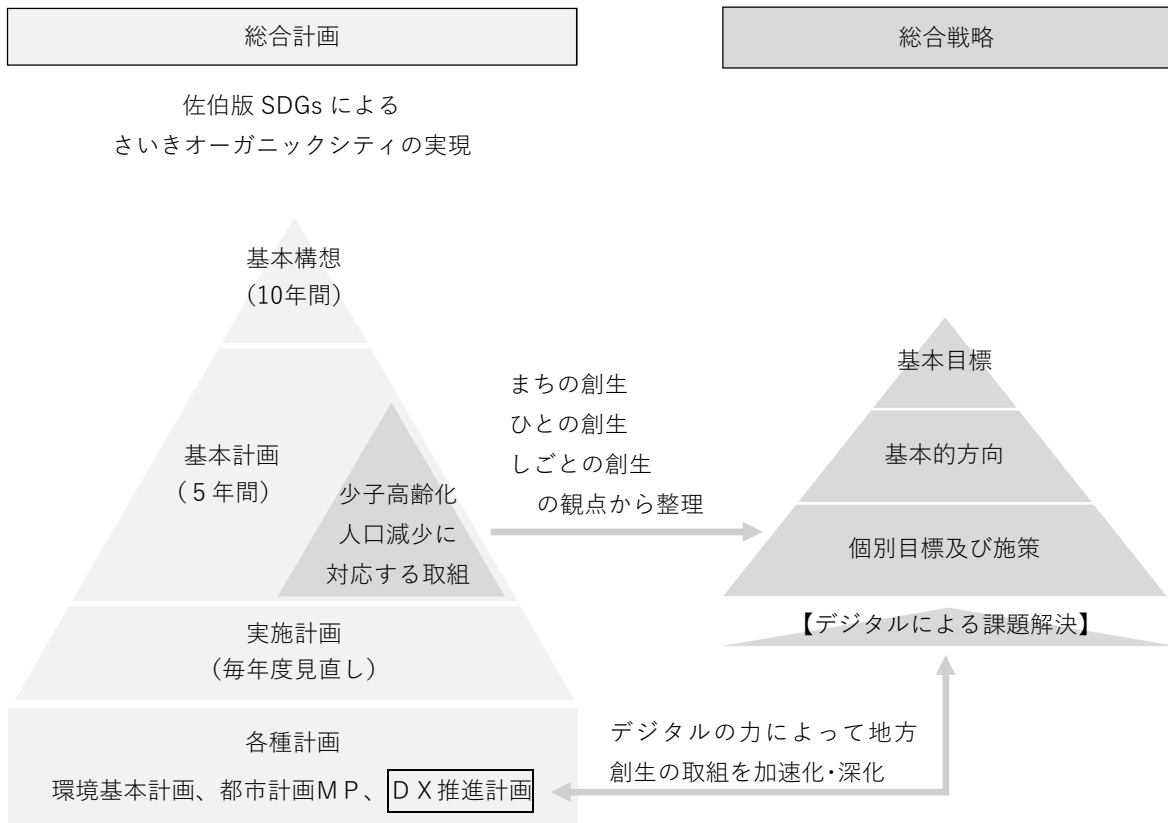 総合計画
総合戦略
佐伯版 SDGs による
さいきオーガニックシティの実現
基本構想
(10年間)
基本計画
(５年間)
少子高齢化
人口減少に
対応する取組
実施計画
(毎年度見直し)
各種計画
環境基本計画、都市計画ＭＰ、ＤＸ推進計画
まちの創生
ひとの創生
しごとの創生
の観点から整理
基本目標
基本的方向
個別目標及び施策
【デジタルによる課題解決】
デジタルの力によって地方
創生の取組を加速化･深化